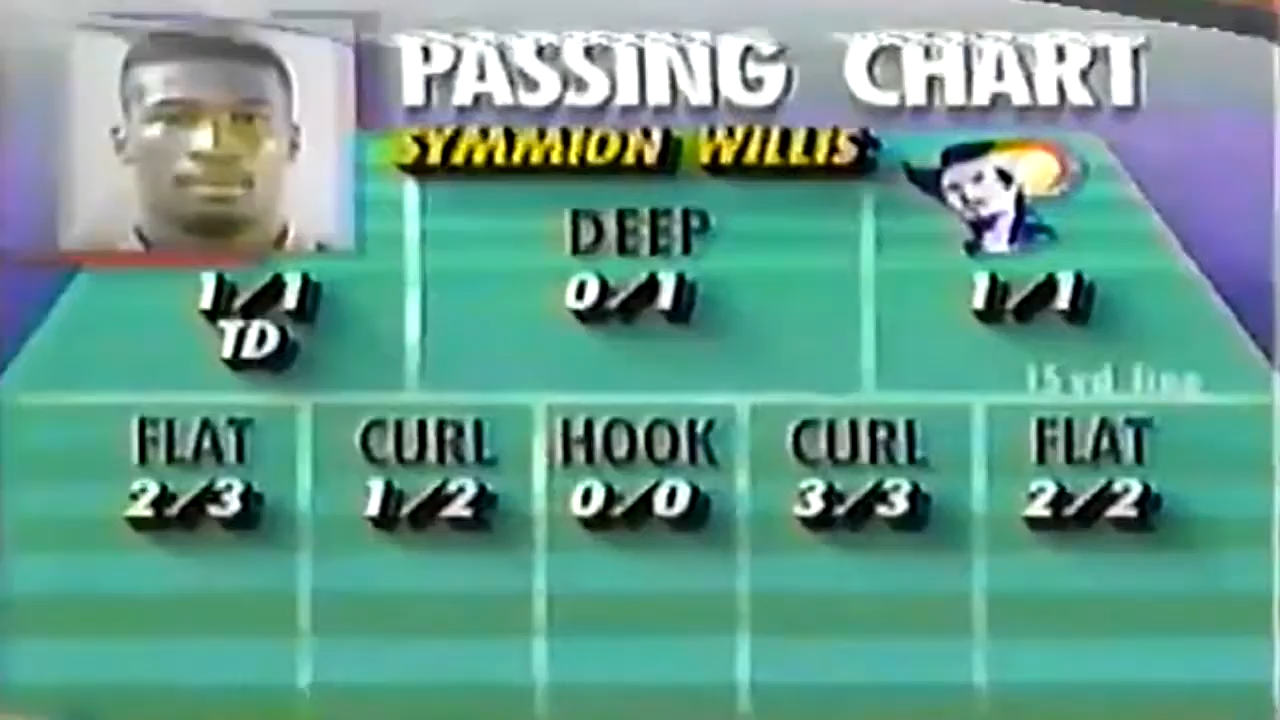 PASSING CHART
SYMMION WILLIS
DEEP
1/1 0/1 1/1
TD
15 yd. line
FLAT CURL HOOK CURL FLAT
2/3 1/2 0/0 3/3 2/2